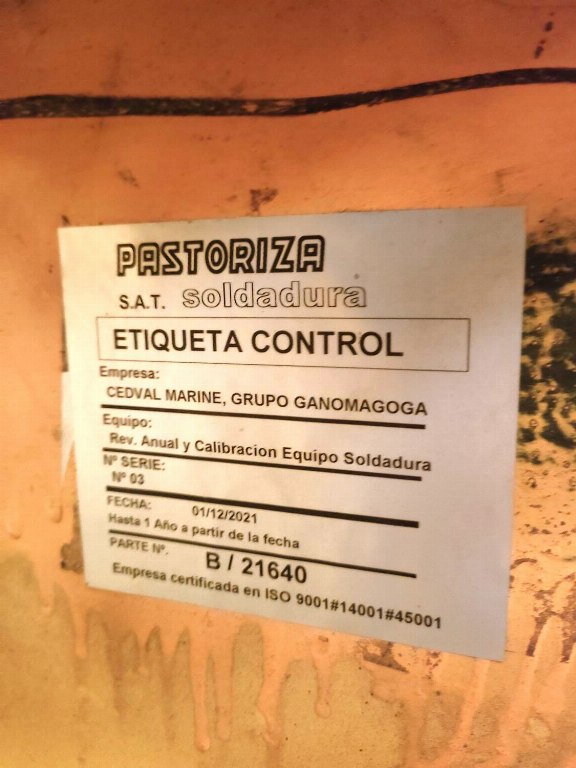 PASTORIZA
S.A.T. soldadura
ETIQUETA CONTROL
Empresa:
CEDVAL MARINE, GRUPO GANOMAGOGA
Equipo:
Rev. Anual y Calibracion Equipo Soldadura
Nº SERIE:
Nº 03
FECHA: 01/12/2021
Hasta 1 Año a partir de la fecha
PARTE Nº. B / 21640
Empresa certificada en ISO 9001#14001#45001